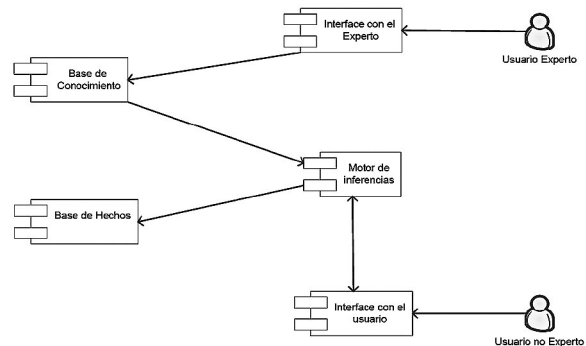 Interface con el
Experto
Usuario Experto
Base de
Conocimiento
Motor de
inferencias
Base de Hechos
Interface con el
usuario
Usuario no Experto